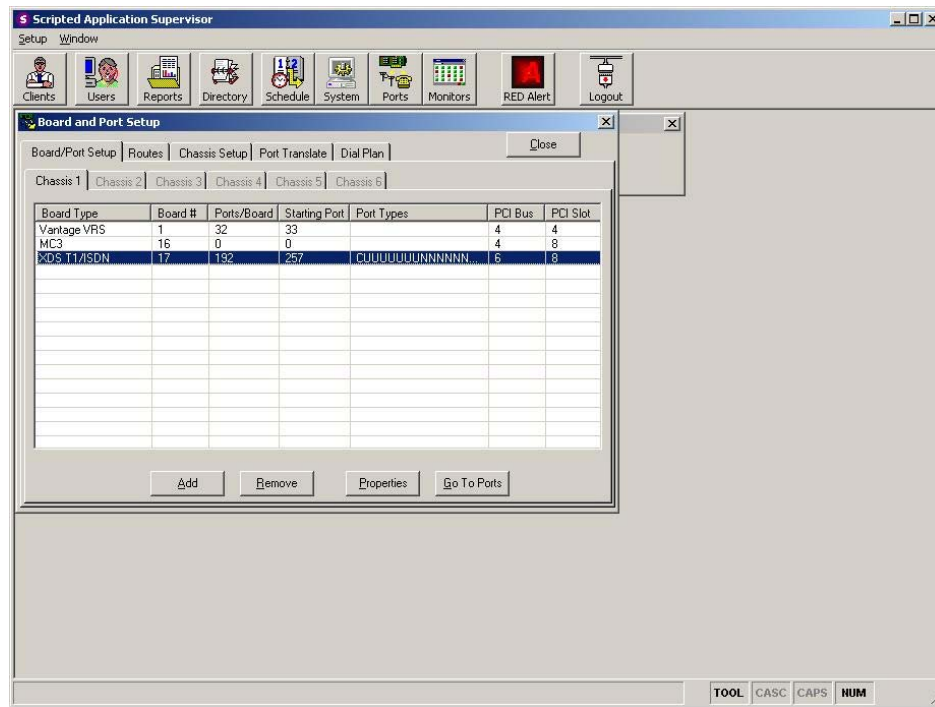 S Scripted Application Supervisor
Setup Window
Clients Users Reports Directory Schedule System Ports Monitors RED Alert Logout
Board and Port Setup
Close
Board/Port Setup Routes Chassis Setup Port Translate Dial Plan
Chassis 1 Chassis 2 Chassis 3 Chassis 4 Chassis 5 Chassis 6
Board Type Board # Ports/Board Starting Port Port Types PCI Bus PCI Slot
Vantage VRS 1 32 33 4 4
MC3 16 0 0 4 8
XDS T1/ISDN 17 192 257 CUUUUUUUNNNNNN... 6 8
Add Remove Properties Go To Ports
TOOL CASC CAPS NUM